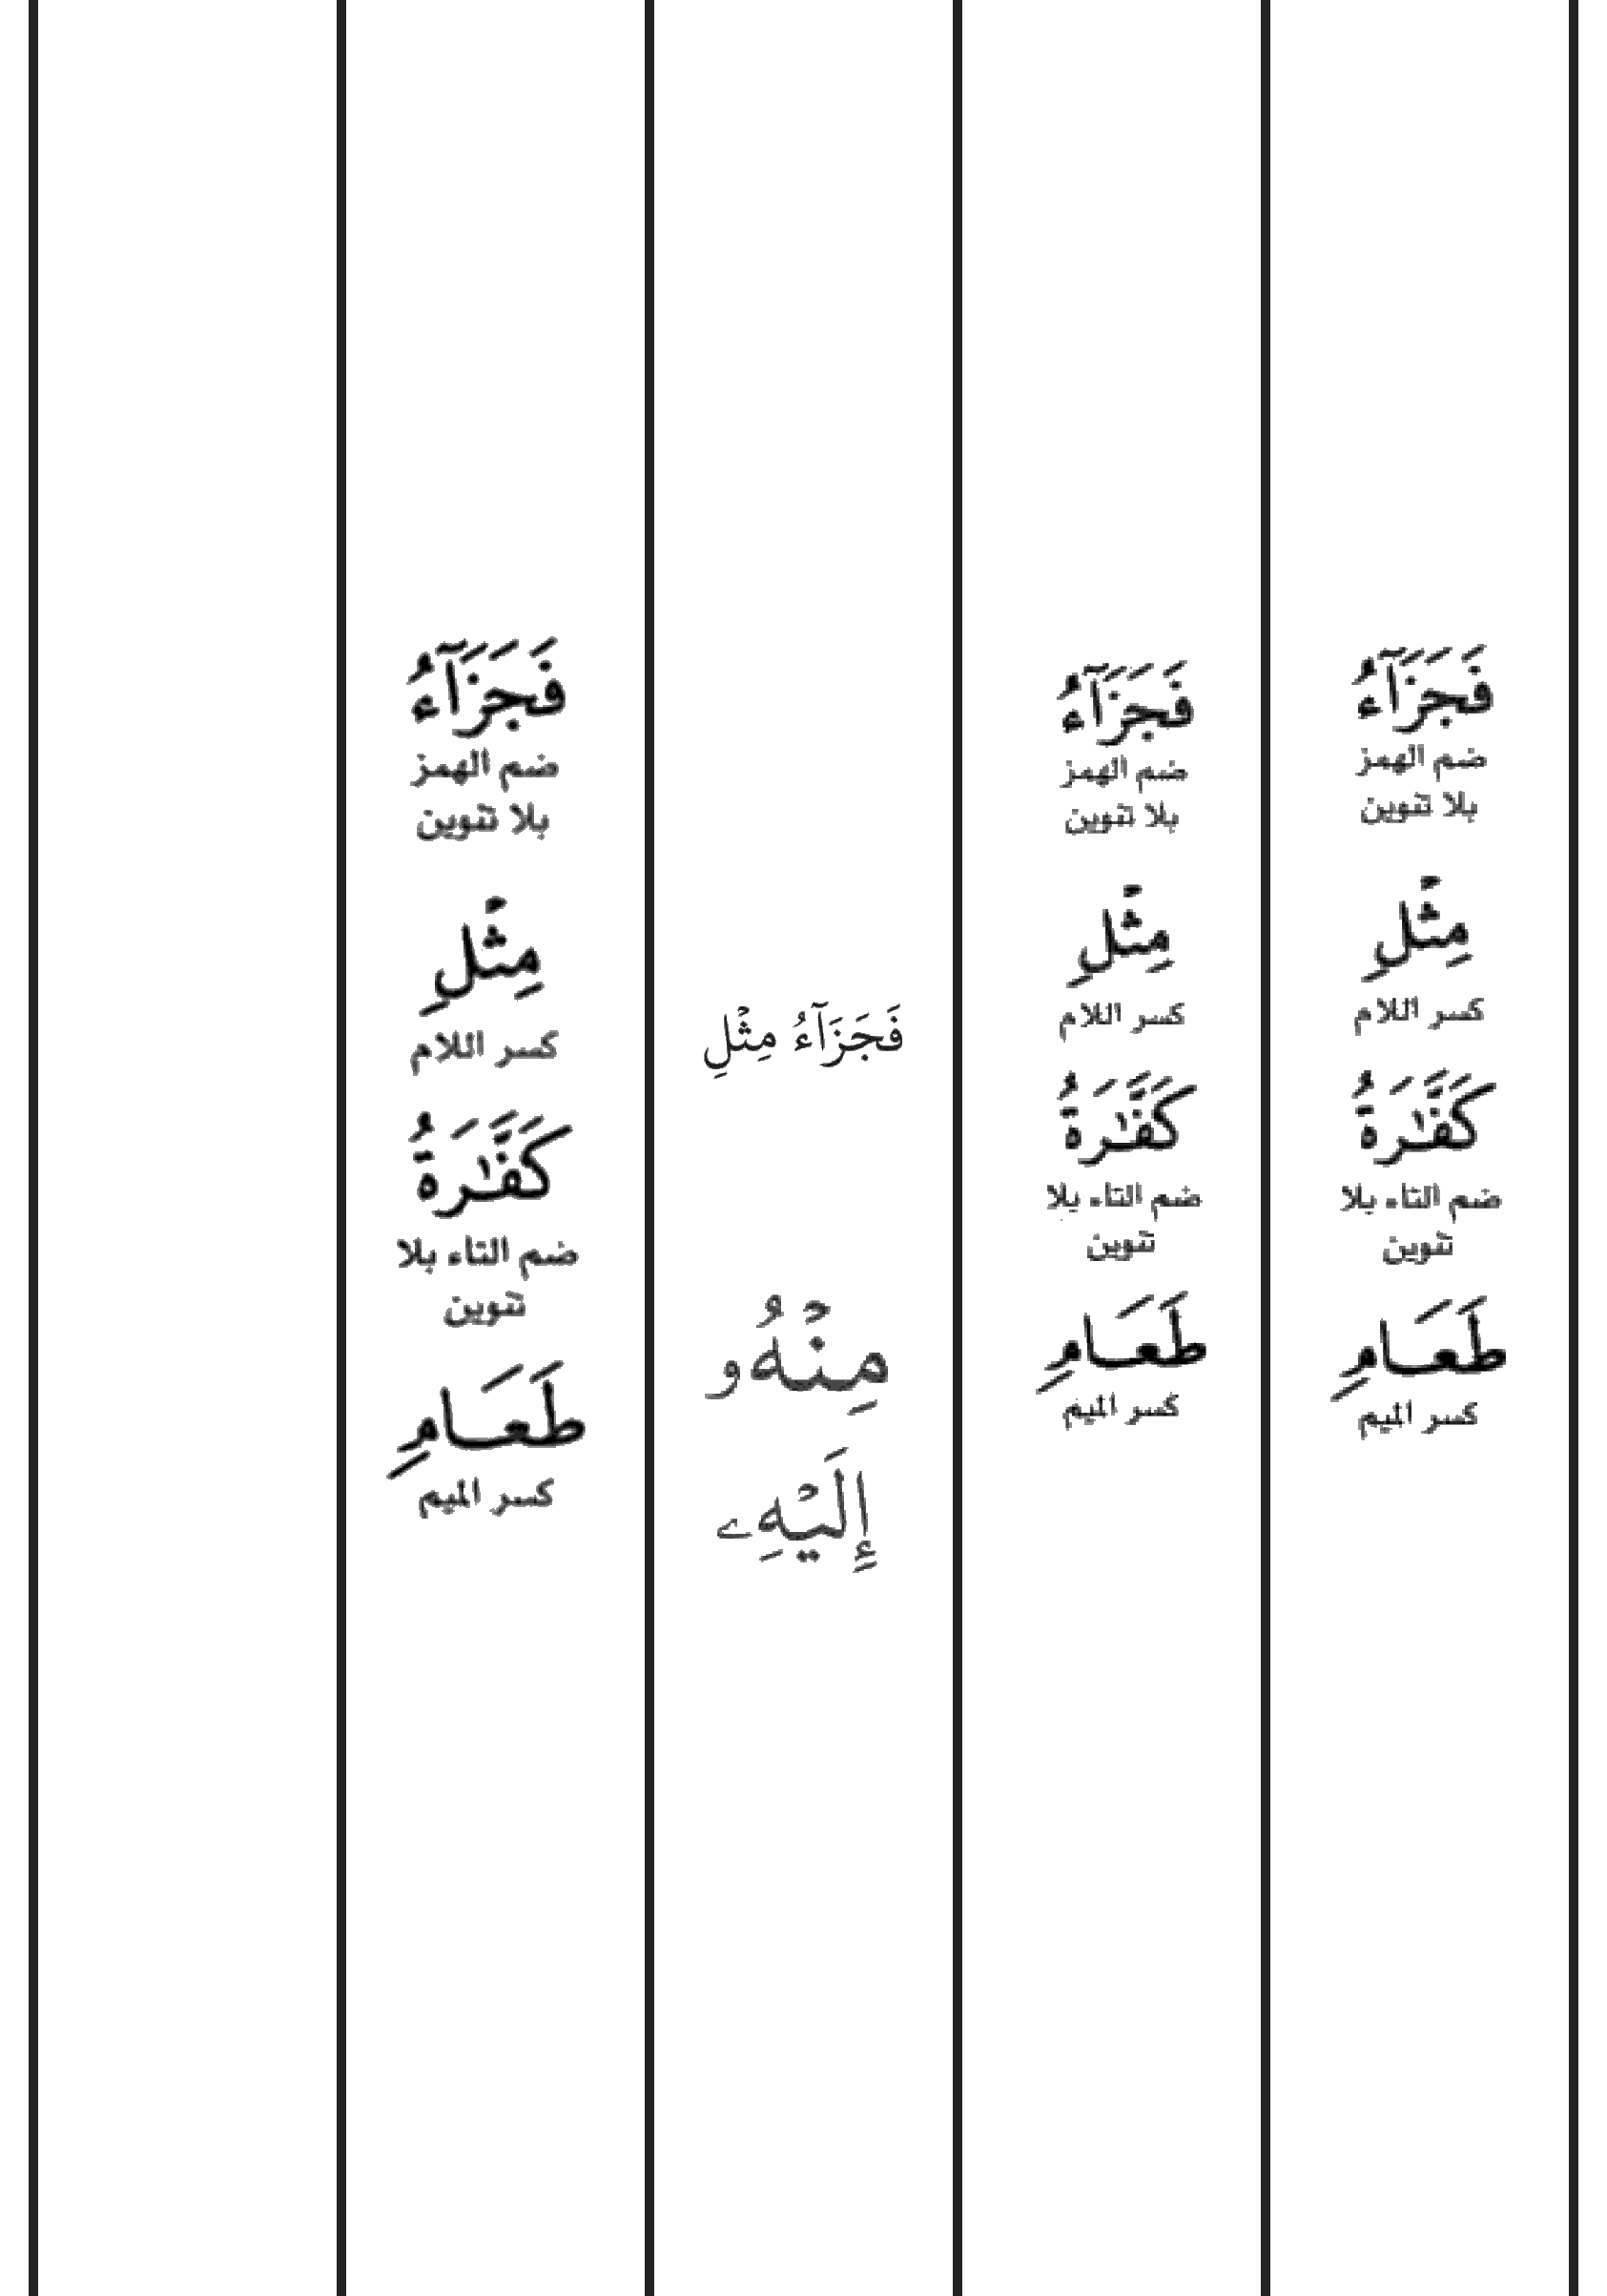 فَجَزَآءُ
ضم الهمز
بلا تنوين
مِثۡلِ
كسر اللام
كَفَّـٰرَةُ
ضم التاء بلا
تنوين
طَعَامِ
كسر الميم
فَجَزَآءُ
ضم الهمز
بلا تنوين
مِثۡلِ
كسر اللام
كَفَّـٰرَةُ
ضم التاء بلا
تنوين
طَعَامِ
كسر الميم
فَجَزَآءُ مِثۡلِ
مِنۡهُۥ
إِلَيۡهِۦ
فَجَزَآءُ
ضم الهمز
بلا تنوين
مِثۡلِ
كسر اللام
كَفَّـٰرَةُ
ضم التاء بلا
تنوين
طَعَامِ
كسر الميم